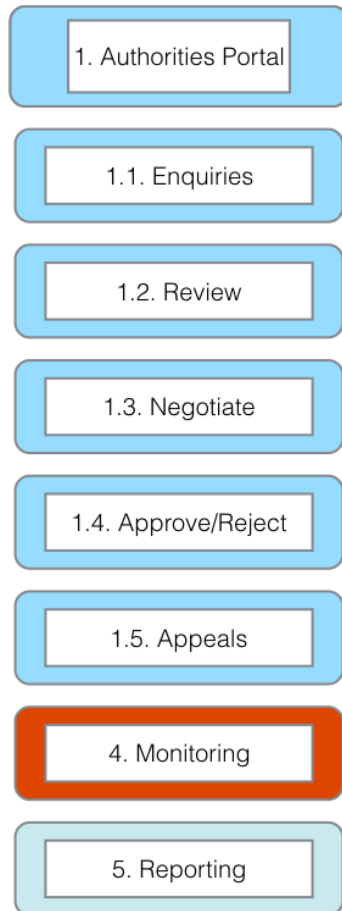 1. Authorities Portal
1.1. Enquiries
1.2. Review
1.3. Negotiate
1.4. Approve/Reject
1.5. Appeals
4. Monitoring
5. Reporting